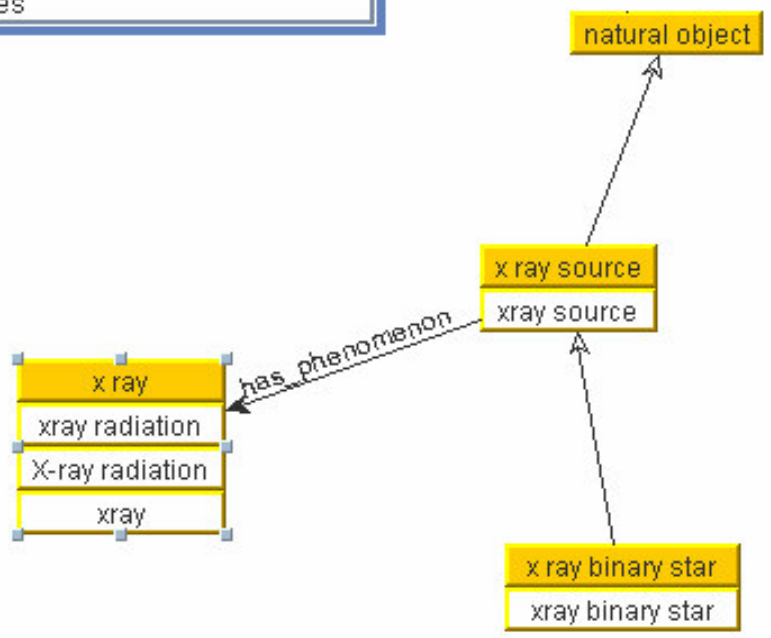 es
natural object
x ray source
xray source
has_phenomenon
x ray
xray radiation
X-ray radiation
xray
x ray binary star
xray binary star